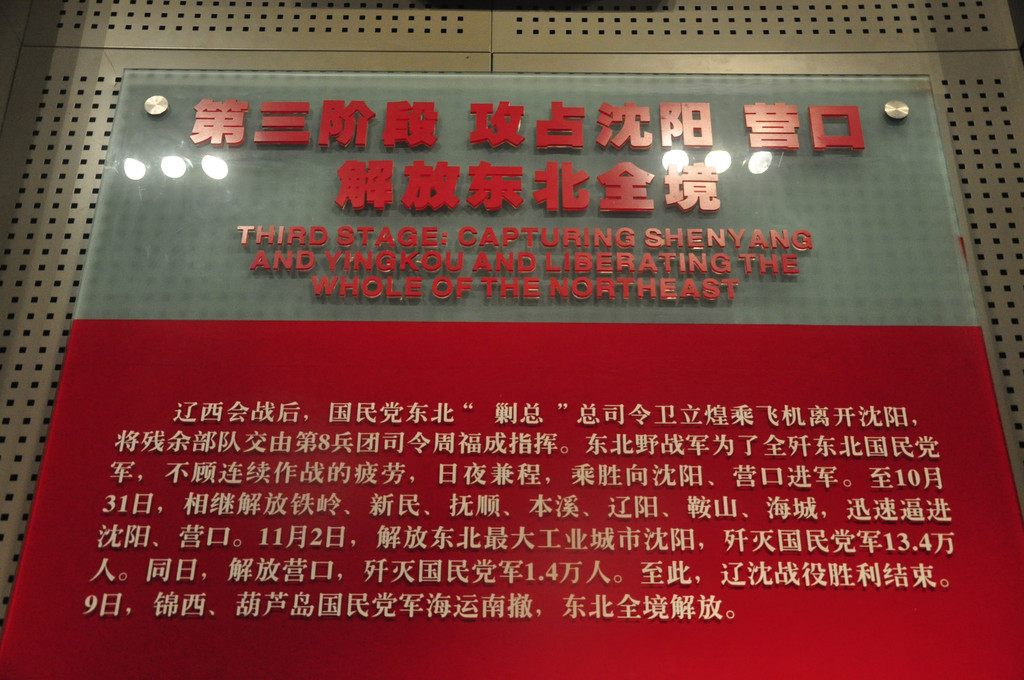 第三阶段 攻占沈阳 营口
解放东北全境
THIRD STAGE: CAPTURING SHENYANG
AND YINGKOU AND LIBERATING THE
WHOLE OF THE NORTHEAST
辽西会战后，国民党东北“ 剿总 ”总司令卫立煌乘飞机离开沈阳，
将残余部队交由第8兵团司令周福成指挥。东北野战军为了全歼东北国民党
军，不顾连续作战的疲劳，日夜兼程，乘胜向沈阳、营口进军。至10月
31日，相继解放铁岭、新民、抚顺、本溪、辽阳、鞍山、海城，迅速逼进
沈阳、营口。11月2日，解放东北最大工业城市沈阳，歼灭国民党军13.4万
人。同日，解放营口，歼灭国民党军1.4万人。至此，辽沈战役胜利结束。
9日，锦西、葫芦岛国民党军海运南撤，东北全境解放。